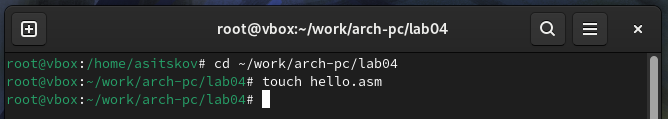 root@vbox:~/work/arch-pc/lab04
root@vbox:/home/asitskov# cd ~/work/arch-pc/lab04
root@vbox:~/work/arch-pc/lab04# touch hello.asm
root@vbox:~/work/arch-pc/lab04#